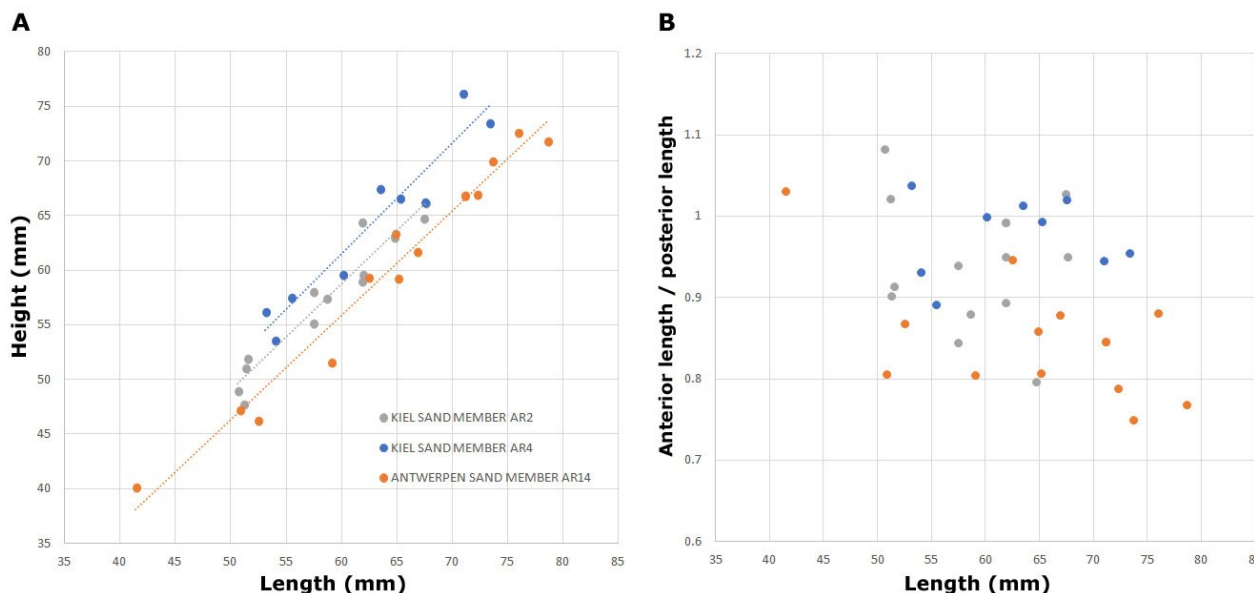 A
80
75
70
65
60
55
50
45
40
35
Height (mm)
KIEL SAND MEMBER AR2
KIEL SAND MEMBER AR4
ANTWERPEN SAND MEMBER AR14
35 40 45 50 55 60 65 70 75 80 85
Length (mm)
B
1.2
1.1
1
0.9
0.8
0.7
0.6
Anterior length / posterior length
35 40 45 50 55 60 65 70 75 80 85
Length (mm)